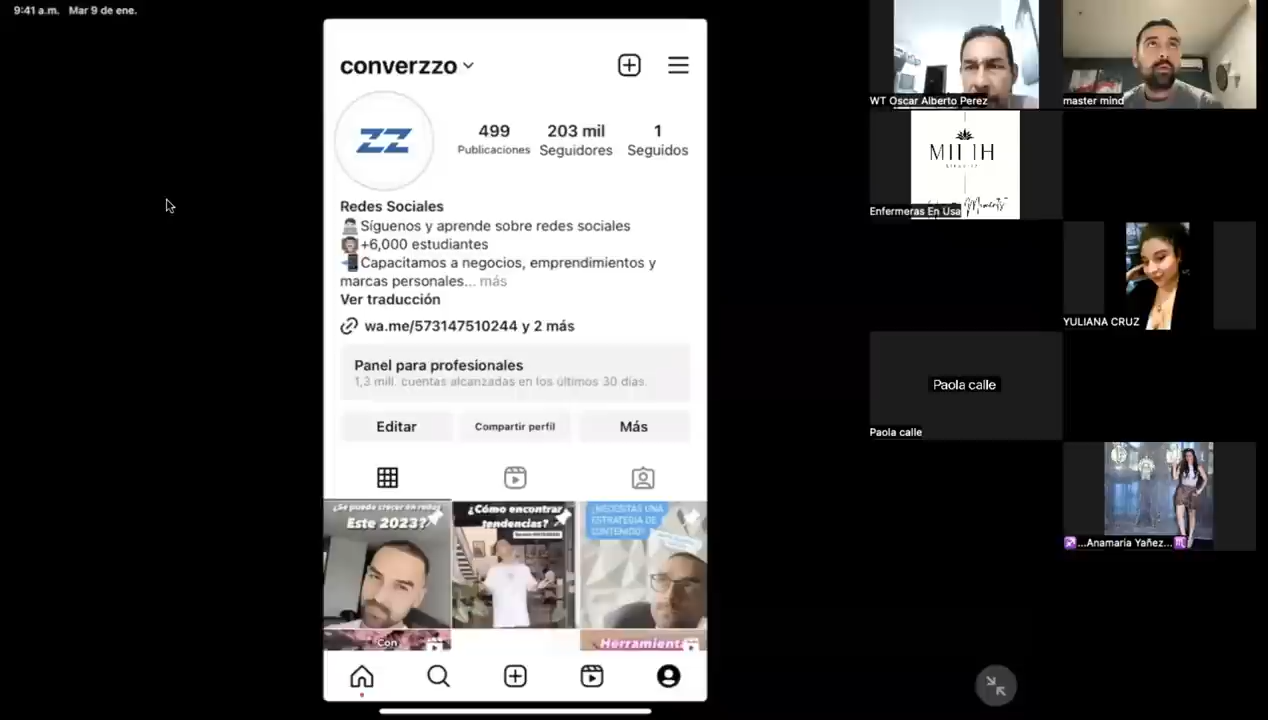 9:41 a.m. Mar 9 de ene.
converzzo
ZZ
499
203 mil
1
Publicaciones
Seguidores
Seguidos
Redes Sociales
Síguenos y aprende sobre redes sociales
+6,000 estudiantes
Capacitamos a negocios, emprendimientos y
marcas personales... más
Ver traducción
wa.me/573147510244 y 2 más
Panel para profesionales
1,3 mill. cuentas alcanzadas en los últimos 30 días.
Editar
Compartir perfil
Más
¿Se puede crecer en redes
Este 2023?
¿Cómo encontrar
tendencias?
¿NECESITAS UNA
ESTRATEGIA DE
CONTENIDO?
Con
Herramienta
WT Oscar Alberto Perez
master mind
Enfermeras En Usa
YULIANA CRUZ
Paola calle
Paola calle
...Anamaria Yañez...